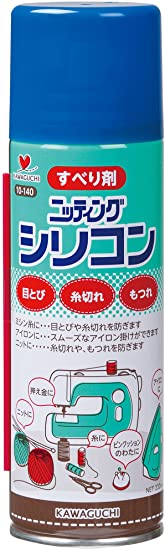 KAWAGUCHI
10-140
すべり剤
ニッティング
シリコン
目とび
糸切れ
もつれ
ミシン糸に・・・目とびや糸切れを防ぎます
アイロンに・・・スムーズなアイロン掛けができます
ニットに・・・・・糸切れや、もつれを防ぎます
押え金に
ニットに
糸に
ピンクッションのわたに
NET
KAWAGUCHI